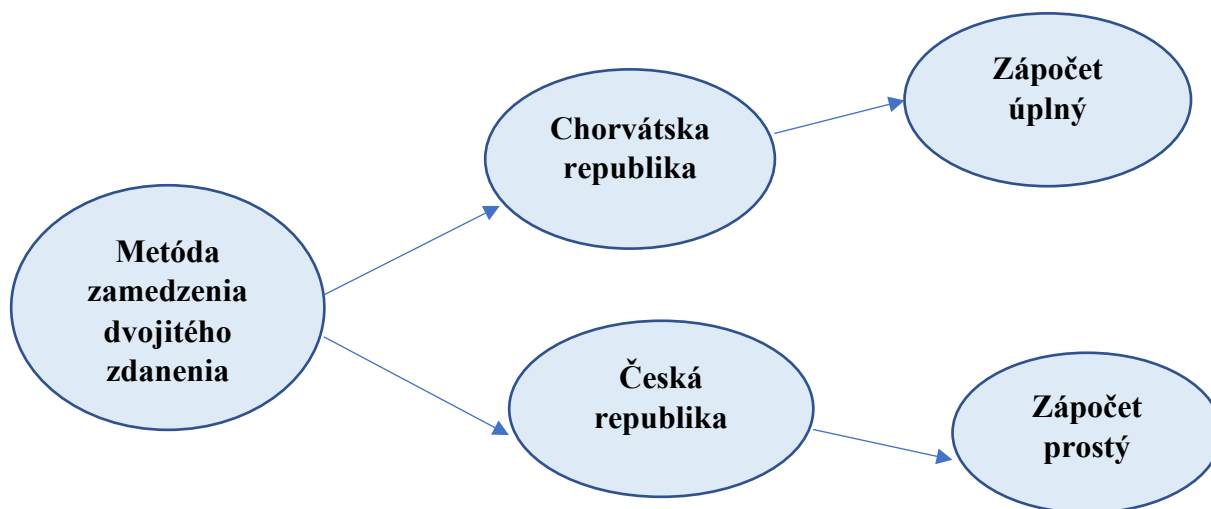 Metóda
zamedzenia
dvojitého
zdanenia
Chorvátska
republika
Zápočet
úplný
Česká
republika
Zápočet
prostý